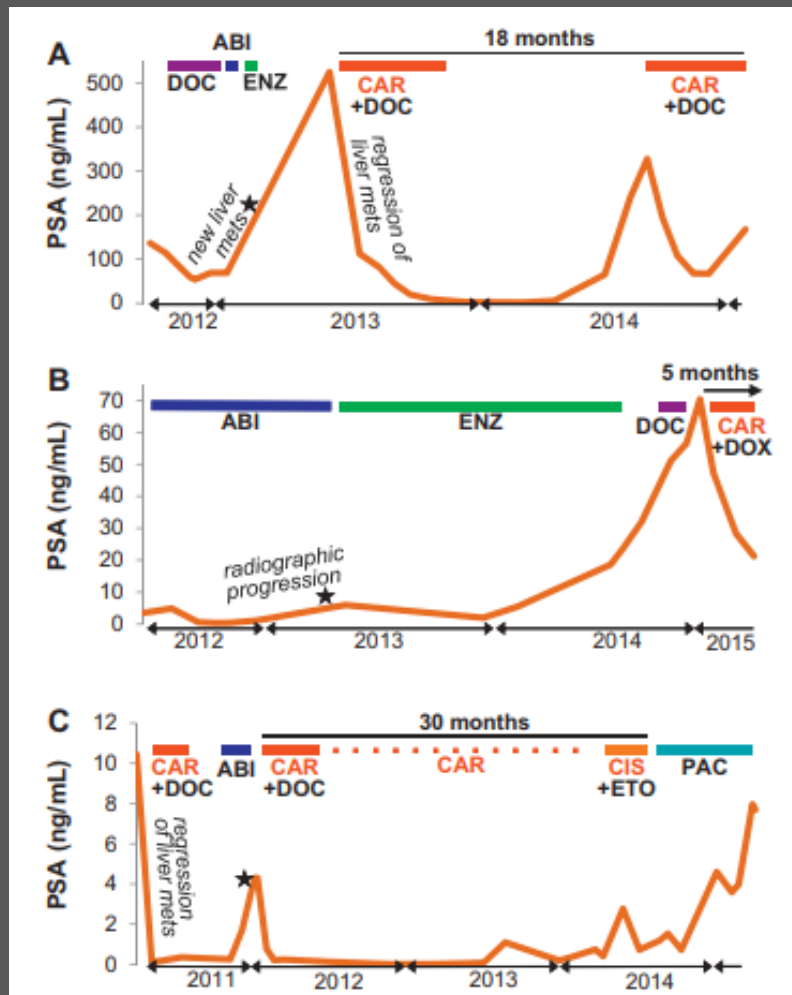 A
ABI
18 months
DOC
ENZ
CAR
+DOC
CAR
+DOC
PSA (ng/mL)
500
400
300
200
100
0
new liver
mets
regression of
liver mets
2012
2013
2014
B
5 months
ABI
ENZ
DOC
CAR
+DOX
PSA (ng/mL)
70
60
50
40
30
20
10
0
radiographic
progression
2012
2013
2014
2015
C
30 months
CAR
+DOC
ABI
CAR
+DOC
CAR
CIS
+ETO
PAC
PSA (ng/mL)
12
10
8
6
4
2
0
regression
of liver mets
2011
2012
2013
2014